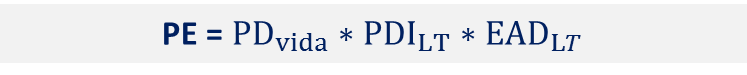 PE = PD_vida * PDI_LT * EAD_LT